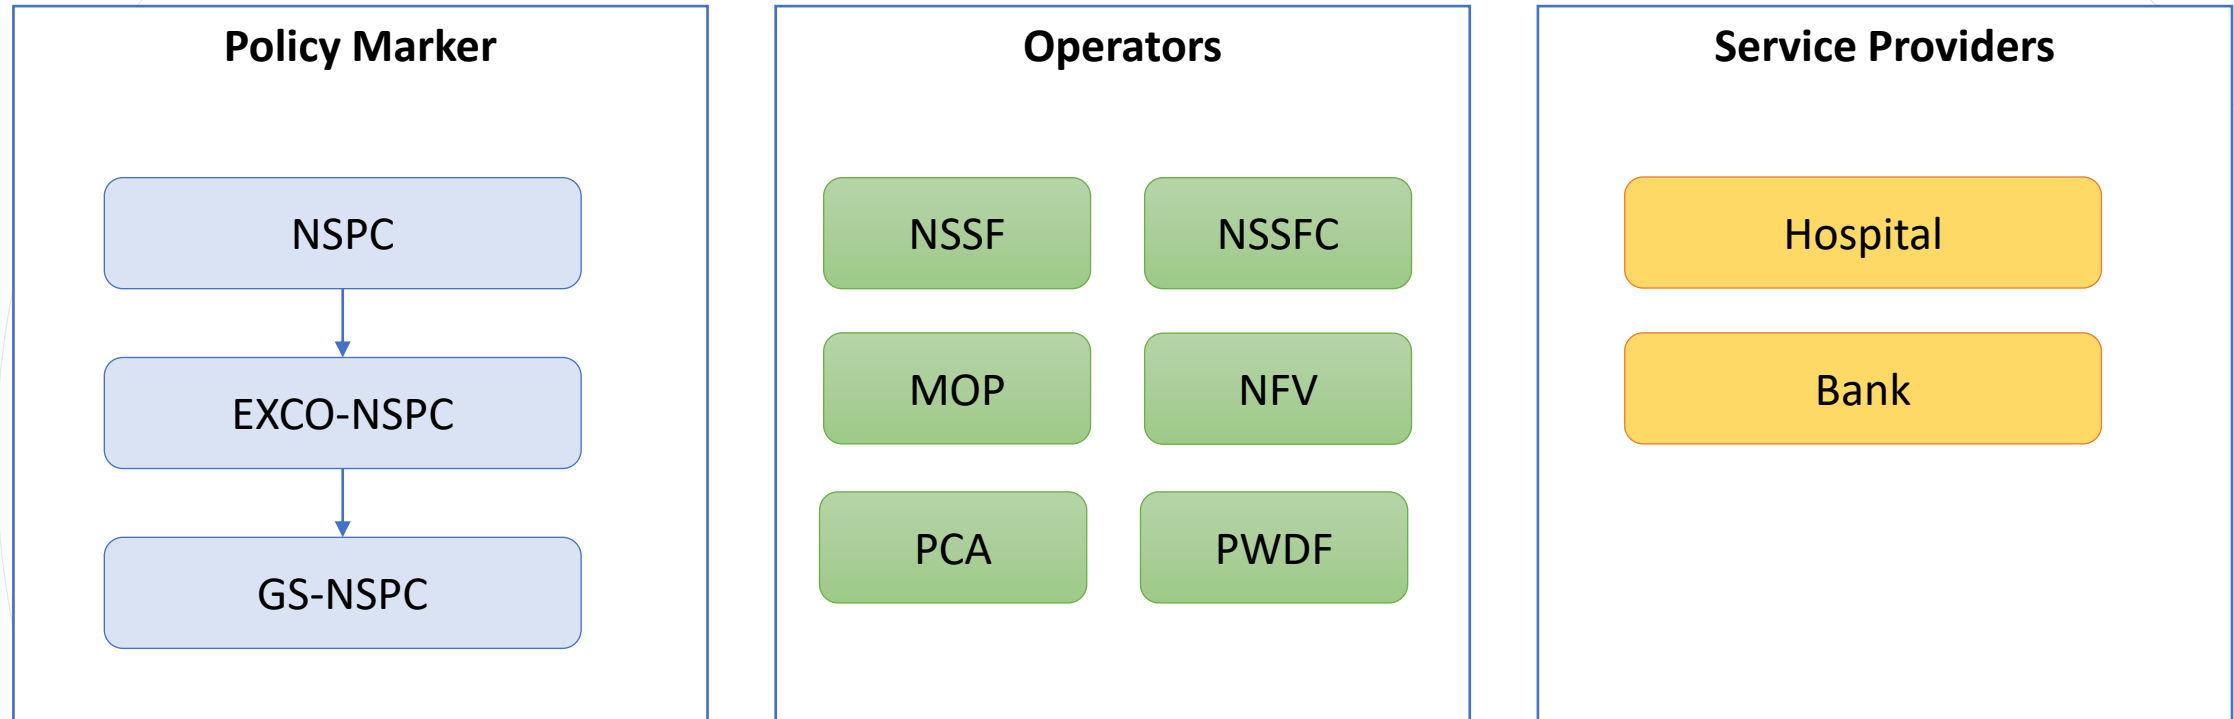 Policy Marker
NSPC
EXCO-NSPC
GS-NSPC
Operators
NSSF
NSSFC
MOP
NFV
PCA
PWDF
Service Providers
Hospital
Bank